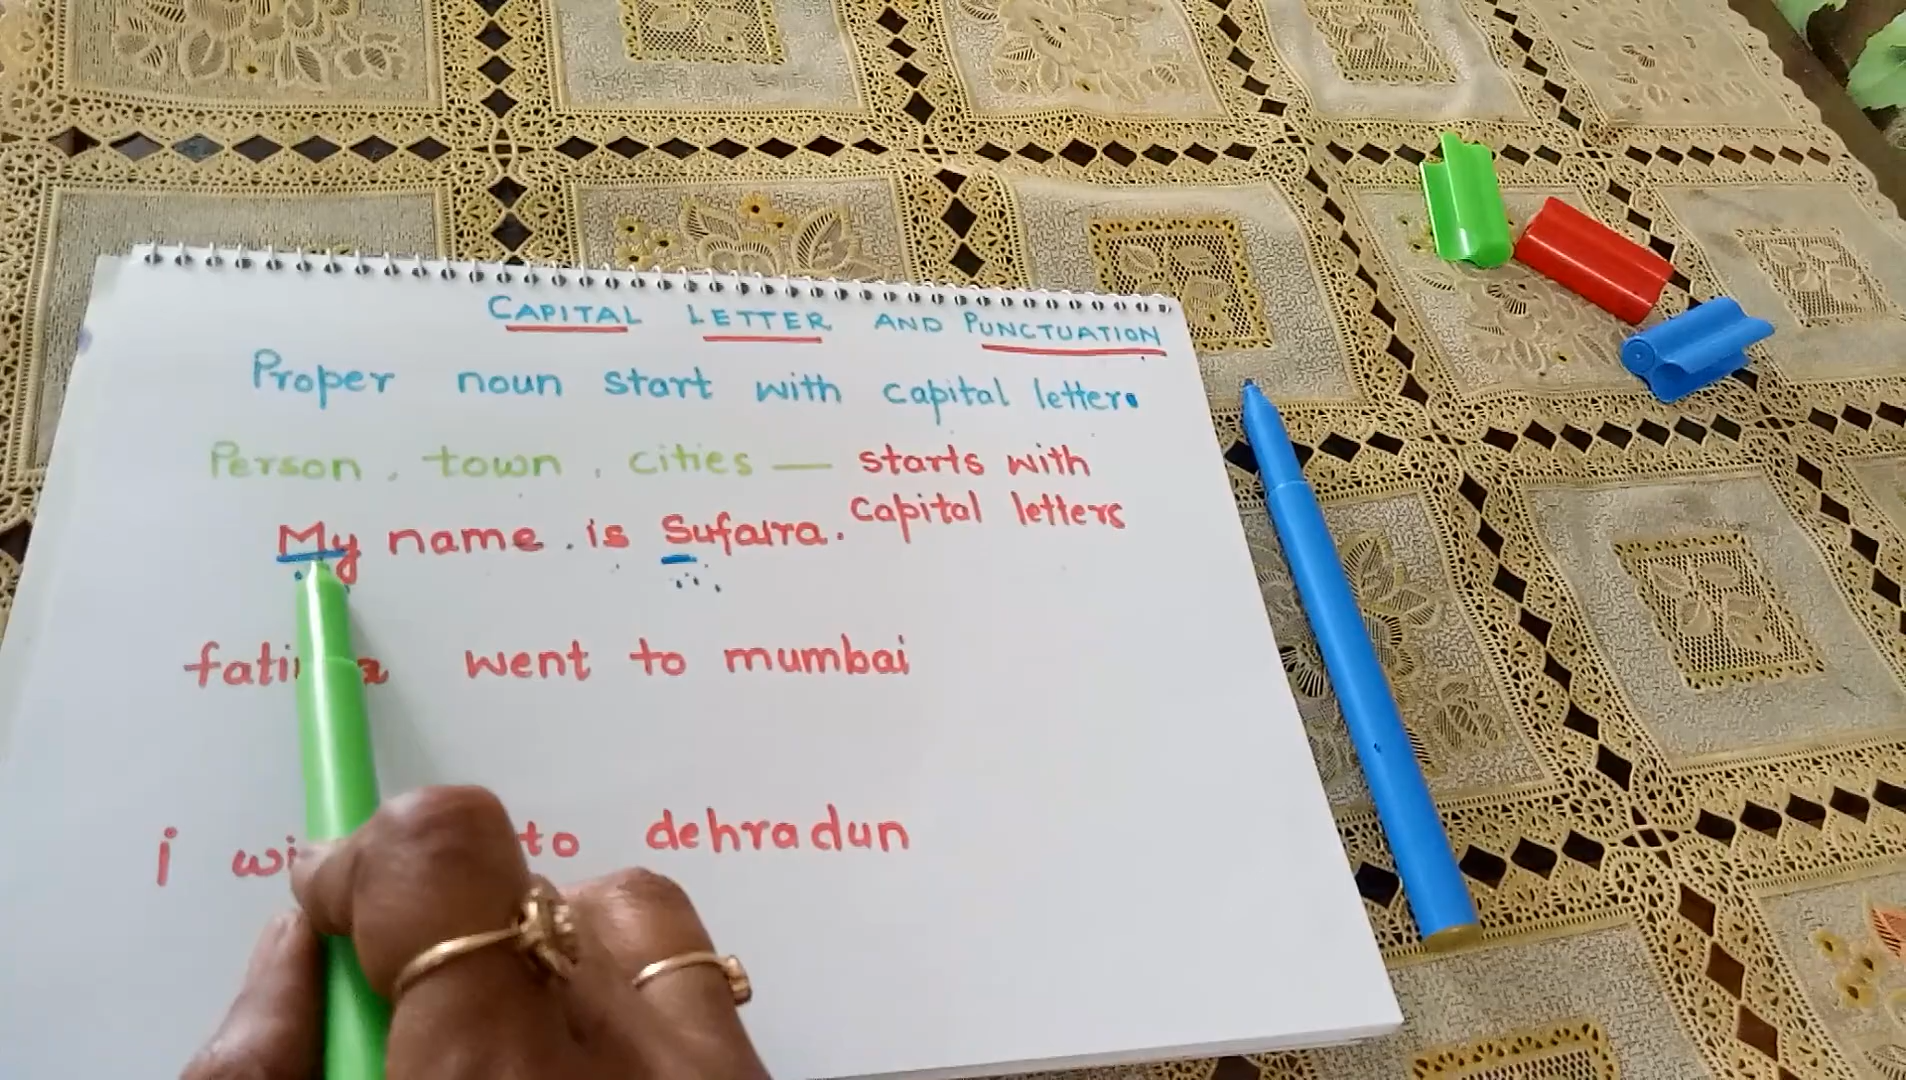 CAPITAL LETTER AND PUNCTUATION
Proper noun start with capital letter.
Person, town, cities — starts with
capital letters
My name is Sufaira.
went to mumbai
i to dehradun